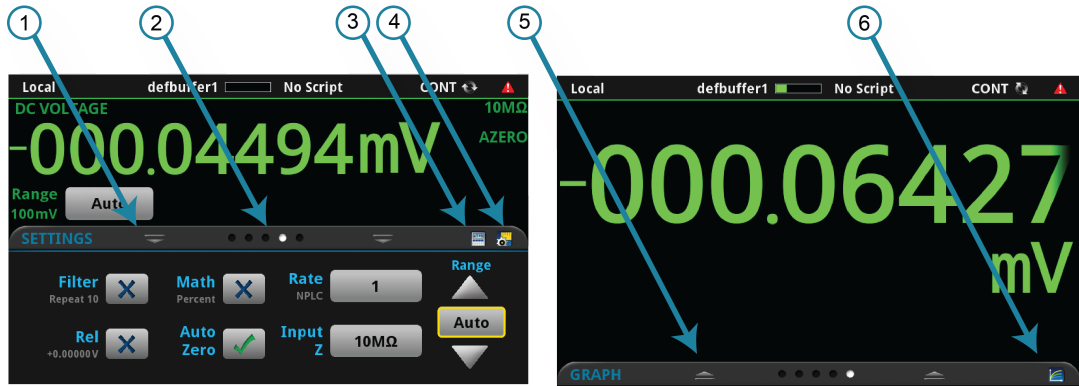 1 2 3 4 5 6
Local defbuffer1 No Script CONT
DC VOLTAGE 10MΩ
-000.04494mV AZERO
Range
100mV Auto
SETTINGS
Filter Repeat 10 Math Percent Rate NPLC 1 Range
Rel +0.00000V Auto Zero Input Z 10MΩ Auto
Local defbuffer1 No Script CONT
-000.06427
mV
GRAPH